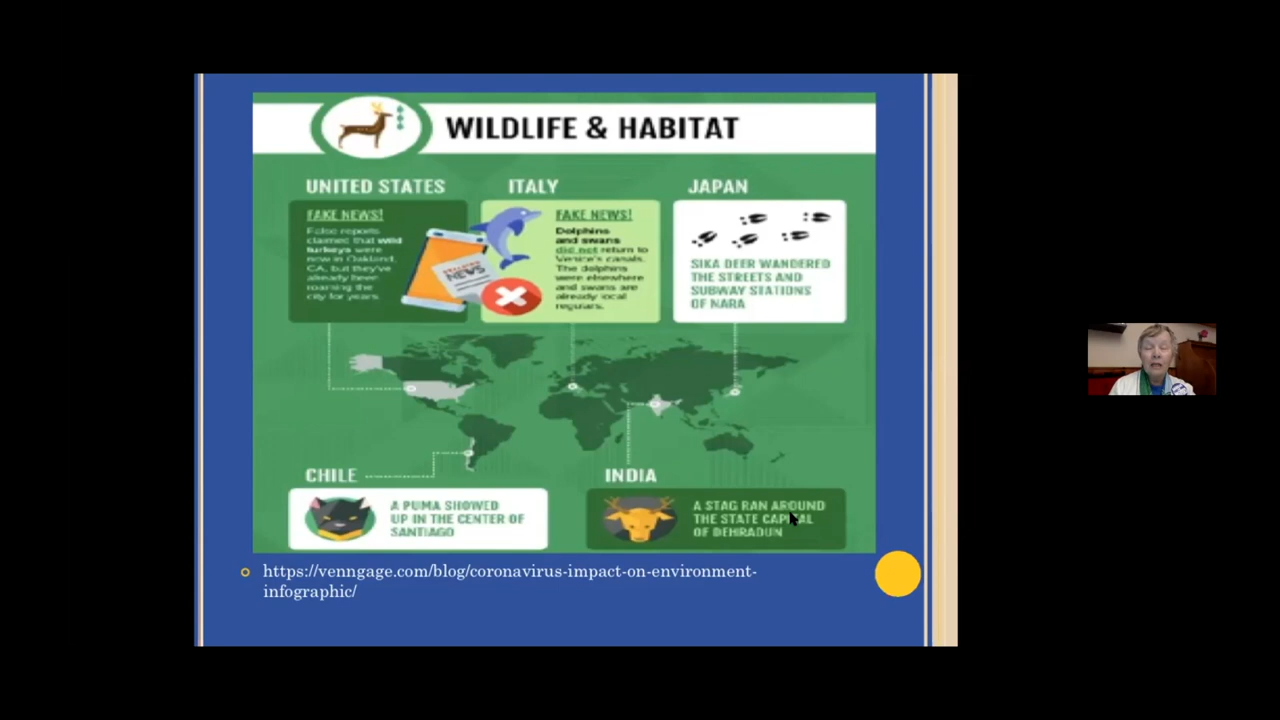 WILDLIFE & HABITAT
UNITED STATES
FAKE NEWS!
False reports
claimed that wild
turkeys were
new in Oakland,
CA, but they've
already been
roaming the
city for years.
NEWS
ITALY
FAKE NEWS!
Dolphins
and swans
did not return to
Venice's canals.
The dolphins
were elsewhere
and swans are
already local
regulars.
JAPAN
SIKA DEER WANDERED
THE STREETS AND
SUBWAY STATIONS
OF NARA
CHILE
A PUMA SHOWED
UP IN THE CENTER OF
SANTIAGO
INDIA
A STAG RAN AROUND
THE STATE CAPITAL
OF DEHRADUN
https://venngage.com/blog/coronavirus-impact-on-environment-
infographic/